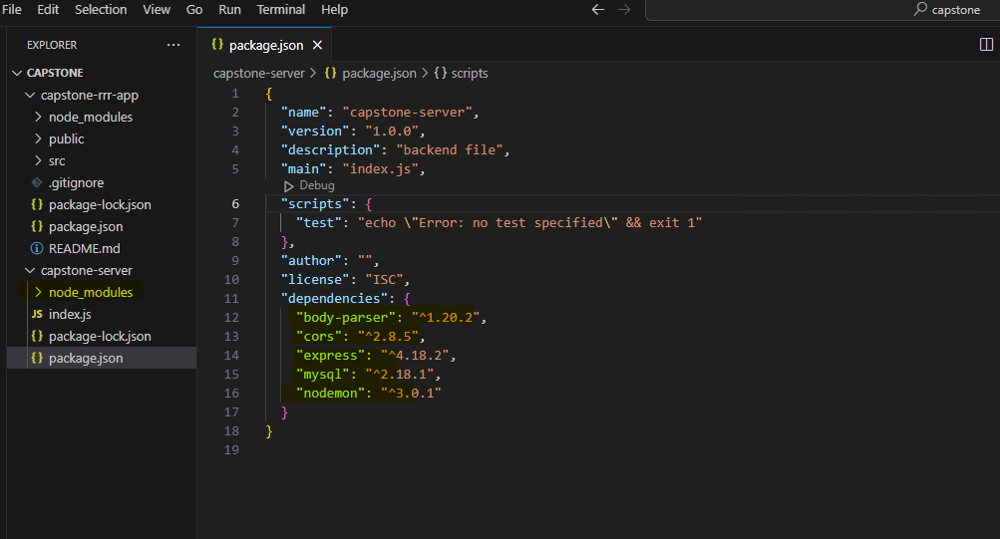 File Edit Selection View Go Run Terminal Help
capstone
EXPLORER
CAPSTONE
capstone-rrr-app
node_modules
public
src
.gitignore
package-lock.json
package.json
README.md
capstone-server
node_modules
JS index.js
package-lock.json
package.json
{} package.json
capstone-server > {} package.json > {} scripts
1 {
2 "name": "capstone-server",
3 "version": "1.0.0",
4 "description": "backend file",
5 "main": "index.js",
Debug
6 "scripts": {
7 "test": "echo \"Error: no test specified\" && exit 1"
8 },
9 "author": "",
10 "license": "ISC",
11 "dependencies": {
12 "body-parser": "^1.20.2",
13 "cors": "^2.8.5",
14 "express": "^4.18.2",
15 "mysql": "^2.18.1",
16 "nodemon": "^3.0.1"
17 }
18 }
19